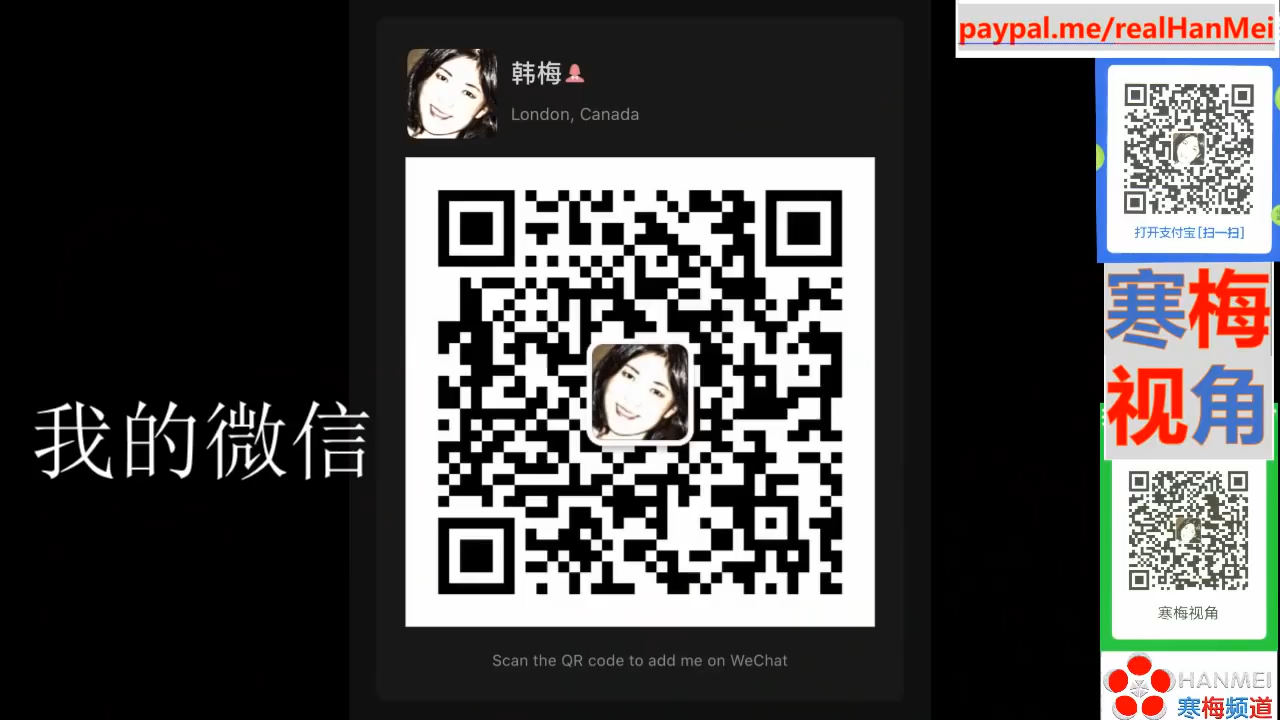 韩梅
London, Canada
我的微信
Scan the QR code to add me on WeChat
paypal.me/realHanMei
打开支付宝[扫一扫]
寒梅
视角
寒梅视角
HANMEI
寒梅频道